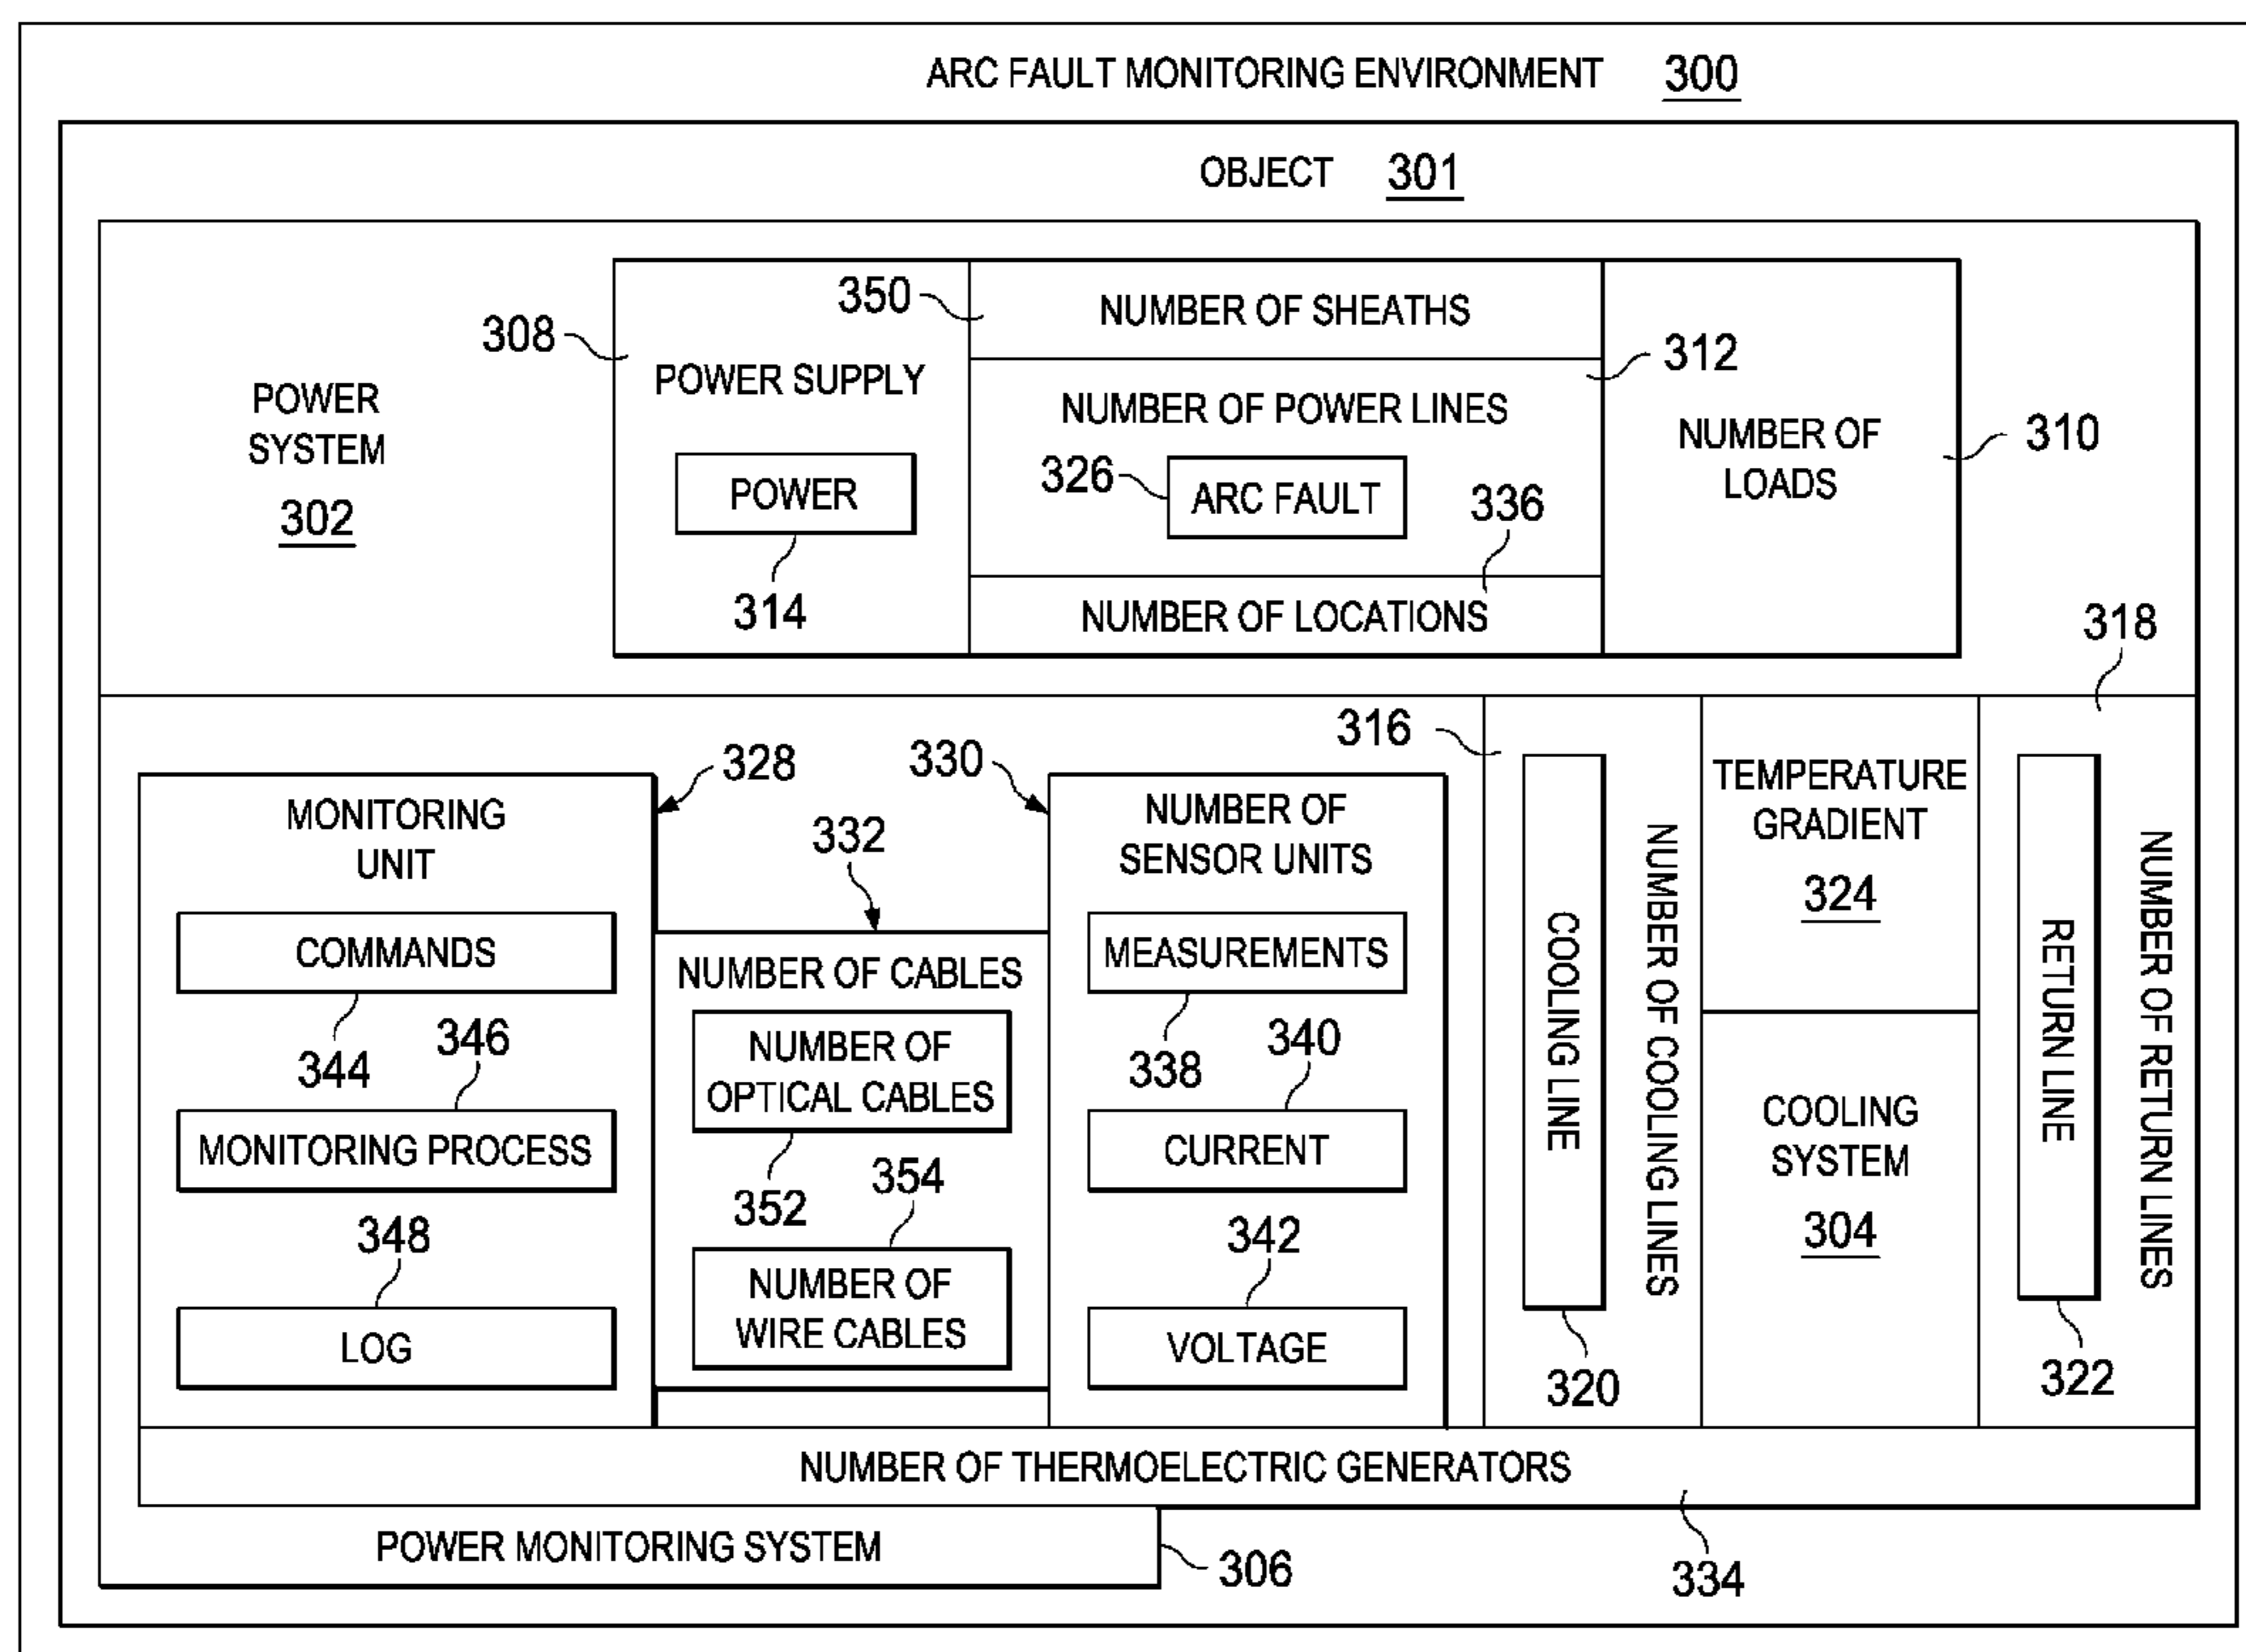 ARC FAULT MONITORING ENVIRONMENT 300
OBJECT 301
POWER
SYSTEM
302
308
POWER SUPPLY
POWER
314
350
NUMBER OF SHEATHS
312
NUMBER OF POWER LINES
326
ARC FAULT
336
NUMBER OF LOCATIONS
NUMBER OF
LOADS
310
318
328
MONITORING
UNIT
COMMANDS
344
346
MONITORING PROCESS
348
LOG
332
NUMBER OF CABLES
NUMBER OF
OPTICAL CABLES
352
354
NUMBER OF
WIRE CABLES
330
NUMBER OF
SENSOR UNITS
MEASUREMENTS
338
340
CURRENT
342
VOLTAGE
316
COOLING LINE
320
NUMBER OF COOLING LINES
TEMPERATURE
GRADIENT
324
COOLING
SYSTEM
304
RETURN LINE
322
NUMBER OF RETURN LINES
NUMBER OF THERMOELECTRIC GENERATORS
334
POWER MONITORING SYSTEM
306